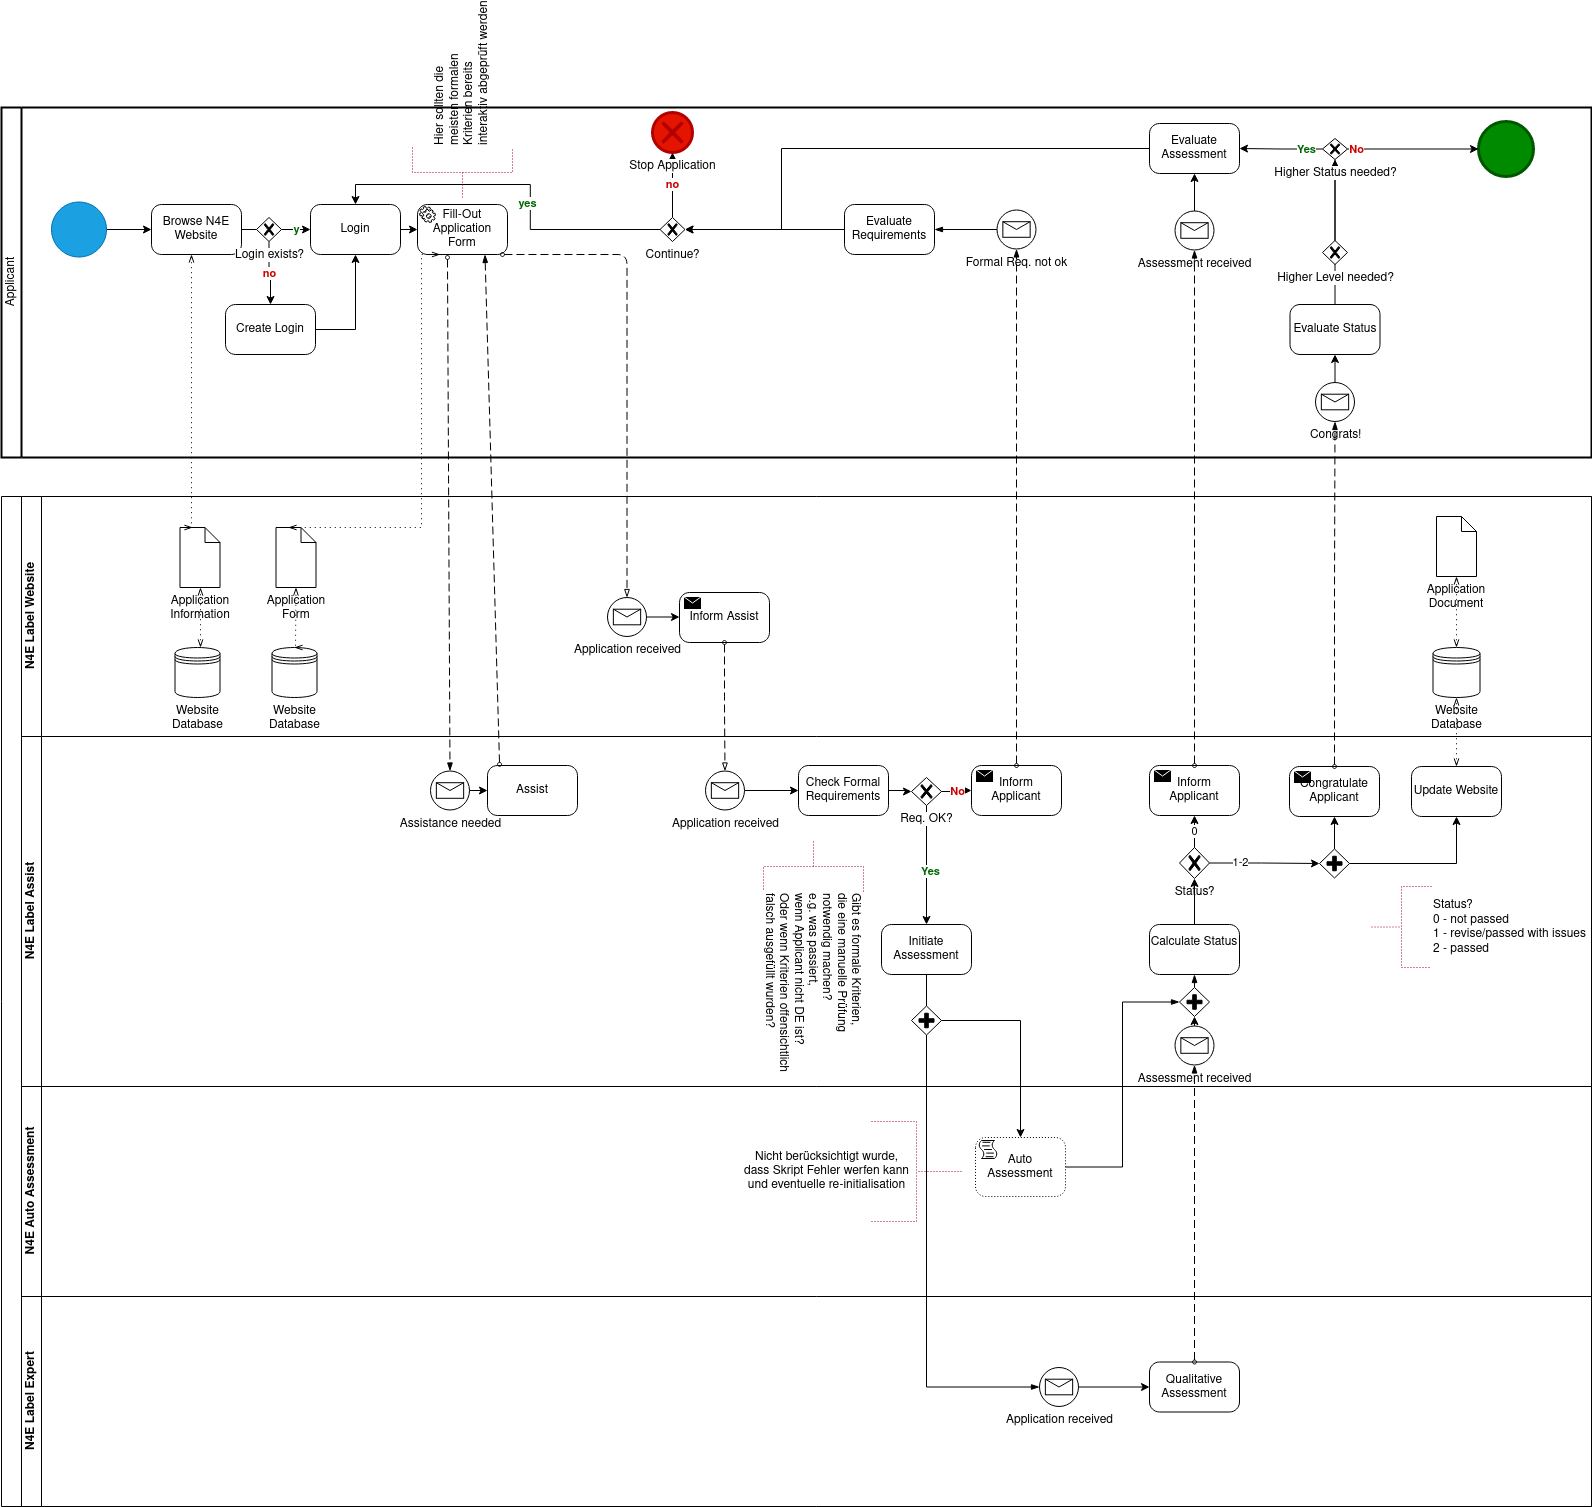 Hier sollten die
meisten formalen
Kriterien bereits
interaktiv abgeprüft werden
Applicant
Browse N4E
Website
Login exists?
y
no
Create Login
Login
Fill-Out
Application
Form
yes
Stop Application
no
Continue?
Evaluate
Requirements
Formal Req. not ok
Evaluate
Assessment
Assessment received
Yes
No
Higher Status needed?
Higher Level needed?
Evaluate Status
Congrats!
N4E Label Website
Application
Information
Website
Database
Application
Form
Website
Database
Application received
Inform Assist
Application
Document
Website
Database
N4E Label Assist
Assistance needed
Assist
Application received
Check Formal
Requirements
Req. OK?
No
Yes
Inform
Applicant
Gibt es formale Kriterien,
die eine manuelle Prüfung
notwendig machen?
e.g. was passiert,
wenn Applicant nicht DE ist?
Oder wenn Kriterien offensichtlich
falsch ausgefüllt wurden?
Initiate
Assessment
Inform
Applicant
0
1-2
Status?
Calculate Status
Assessment received
Congratulate
Applicant
Update Website
Status?
0 - not passed
1 - revise/passed with issues
2 - passed
N4E Auto Assessment
Nicht berücksichtigt wurde,
dass Skript Fehler werfen kann
und eventuelle re-initialisation
Auto
Assessment
N4E Label Expert
Application received
Qualitative
Assessment